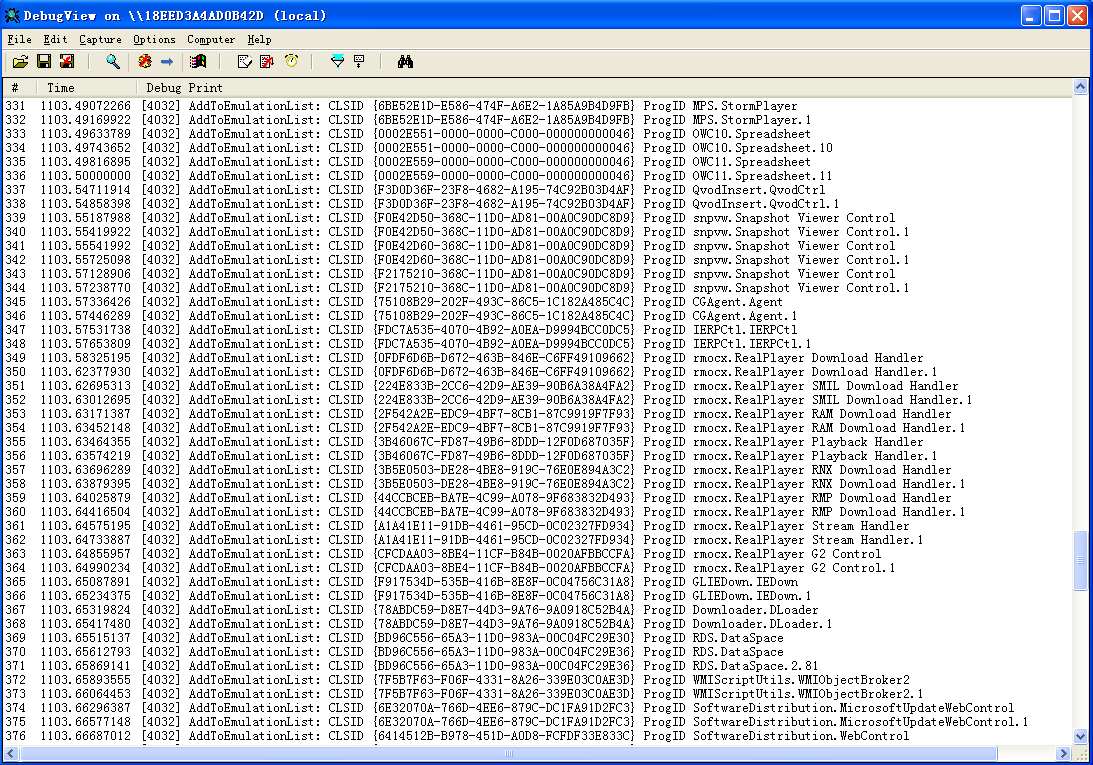 DebugView on \\18EED3A4AD0B42D (local)
File Edit Capture Options Computer Help
# Time Debug Print
331 1103.49072266 [4032] AddToEmulationList: CLSID {6BE52E1D-E586-474F-A6E2-1A85A9B4D9FB} ProgID MPS.StormPlayer
332 1103.49169922 [4032] AddToEmulationList: CLSID {6BE52E1D-E586-474F-A6E2-1A85A9B4D9FB} ProgID MPS.StormPlayer.1
333 1103.49633789 [4032] AddToEmulationList: CLSID {0002E551-0000-0000-C000-000000000046} ProgID OWC10.Spreadsheet
334 1103.49743652 [4032] AddToEmulationList: CLSID {0002E551-0000-0000-C000-000000000046} ProgID OWC10.Spreadsheet.10
335 1103.49816895 [4032] AddToEmulationList: CLSID {0002E559-0000-0000-C000-000000000046} ProgID OWC11.Spreadsheet
336 1103.50000000 [4032] AddToEmulationList: CLSID {0002E559-0000-0000-C000-000000000046} ProgID OWC11.Spreadsheet.11
337 1103.54711914 [4032] AddToEmulationList: CLSID {F3D0D36F-23F8-4682-A195-74C92B03D4AF} ProgID QvodInsert.QvodCtrl
338 1103.54858398 [4032] AddToEmulationList: CLSID {F3D0D36F-23F8-4682-A195-74C92B03D4AF} ProgID QvodInsert.QvodCtrl.1
339 1103.55187988 [4032] AddToEmulationList: CLSID {F0E42D50-368C-11D0-AD81-00A0C90DC8D9} ProgID snpvw.Snapshot Viewer Control
340 1103.55419922 [4032] AddToEmulationList: CLSID {F0E42D50-368C-11D0-AD81-00A0C90DC8D9} ProgID snpvw.Snapshot Viewer Control.1
341 1103.55541992 [4032] AddToEmulationList: CLSID {F0E42D60-368C-11D0-AD81-00A0C90DC8D9} ProgID snpvw.Snapshot Viewer Control
342 1103.55725098 [4032] AddToEmulationList: CLSID {F0E42D60-368C-11D0-AD81-00A0C90DC8D9} ProgID snpvw.Snapshot Viewer Control.1
343 1103.57128906 [4032] AddToEmulationList: CLSID {F2175210-368C-11D0-AD81-00A0C90DC8D9} ProgID snpvw.Snapshot Viewer Control
344 1103.57238770 [4032] AddToEmulationList: CLSID {F2175210-368C-11D0-AD81-00A0C90DC8D9} ProgID snpvw.Snapshot Viewer Control.1
345 1103.57336426 [4032] AddToEmulationList: CLSID {75108B29-202F-493C-86C5-1C182A485C4C} ProgID CGAgent.Agent
346 1103.57446289 [4032] AddToEmulationList: CLSID {75108B29-202F-493C-86C5-1C182A485C4C} ProgID CGAgent.Agent.1
347 1103.57531738 [4032] AddToEmulationList: CLSID {FDC7A535-4070-4B92-A0EA-D9994BCC0DC5} ProgID IERPCtl.IERPCtl
348 1103.57653809 [4032] AddToEmulationList: CLSID {FDC7A535-4070-4B92-A0EA-D9994BCC0DC5} ProgID IERPCtl.IERPCtl.1
349 1103.58325195 [4032] AddToEmulationList: CLSID {0FDF6D6B-D672-463B-846E-C6FF49109662} ProgID rmocx.RealPlayer Download Handler
350 1103.62377930 [4032] AddToEmulationList: CLSID {0FDF6D6B-D672-463B-846E-C6FF49109662} ProgID rmocx.RealPlayer Download Handler.1
351 1103.62695313 [4032] AddToEmulationList: CLSID {224E833B-2CC6-42D9-AE39-90B6A38A4FA2} ProgID rmocx.RealPlayer SMIL Download Handler
352 1103.63012695 [4032] AddToEmulationList: CLSID {224E833B-2CC6-42D9-AE39-90B6A38A4FA2} ProgID rmocx.RealPlayer SMIL Download Handler.1
353 1103.63171387 [4032] AddToEmulationList: CLSID {2F542A2E-EDC9-4BF7-8CB1-87C9919F7F93} ProgID rmocx.RealPlayer RAM Download Handler
354 1103.63452148 [4032] AddToEmulationList: CLSID {2F542A2E-EDC9-4BF7-8CB1-87C9919F7F93} ProgID rmocx.RealPlayer RAM Download Handler.1
355 1103.63464355 [4032] AddToEmulationList: CLSID {3B46067C-FD87-49B6-8DDD-12F0D687035F} ProgID rmocx.RealPlayer Playback Handler
356 1103.63574219 [4032] AddToEmulationList: CLSID {3B46067C-FD87-49B6-8DDD-12F0D687035F} ProgID rmocx.RealPlayer Playback Handler.1
357 1103.63696289 [4032] AddToEmulationList: CLSID {3B5E0503-DE28-4BE8-919C-76E0E894A3C2} ProgID rmocx.RealPlayer RNX Download Handler
358 1103.63879395 [4032] AddToEmulationList: CLSID {3B5E0503-DE28-4BE8-919C-76E0E894A3C2} ProgID rmocx.RealPlayer RNX Download Handler.1
359 1103.64025879 [4032] AddToEmulationList: CLSID {44CCBCEB-BA7E-4C99-A078-9F683832D493} ProgID rmocx.RealPlayer RMP Download Handler
360 1103.64416504 [4032] AddToEmulationList: CLSID {44CCBCEB-BA7E-4C99-A078-9F683832D493} ProgID rmocx.RealPlayer RMP Download Handler.1
361 1103.64575195 [4032] AddToEmulationList: CLSID {A1A41E11-91DB-4461-95CD-0C02327FD934} ProgID rmocx.RealPlayer Stream Handler
362 1103.64733887 [4032] AddToEmulationList: CLSID {A1A41E11-91DB-4461-95CD-0C02327FD934} ProgID rmocx.RealPlayer Stream Handler.1
363 1103.64855957 [4032] AddToEmulationList: CLSID {CFCDAA03-8BE4-11CF-B84B-0020AFBBCCFA} ProgID rmocx.RealPlayer G2 Control
364 1103.64990234 [4032] AddToEmulationList: CLSID {CFCDAA03-8BE4-11CF-B84B-0020AFBBCCFA} ProgID rmocx.RealPlayer G2 Control.1
365 1103.65087891 [4032] AddToEmulationList: CLSID {F917534D-535B-416B-8E8F-0C04756C31A8} ProgID GLIEDown.IEDown
366 1103.65234375 [4032] AddToEmulationList: CLSID {F917534D-535B-416B-8E8F-0C04756C31A8} ProgID GLIEDown.IEDown.1
367 1103.65319824 [4032] AddToEmulationList: CLSID {78ABDC59-D8E7-44D3-9A76-9A0918C52B4A} ProgID Downloader.DLoader
368 1103.65417480 [4032] AddToEmulationList: CLSID {78ABDC59-D8E7-44D3-9A76-9A0918C52B4A} ProgID Downloader.DLoader.1
369 1103.65515137 [4032] AddToEmulationList: CLSID {BD96C556-65A3-11D0-983A-00C04FC29E30} ProgID RDS.DataSpace
370 1103.65612793 [4032] AddToEmulationList: CLSID {BD96C556-65A3-11D0-983A-00C04FC29E36} ProgID RDS.DataSpace
371 1103.65869141 [4032] AddToEmulationList: CLSID {BD96C556-65A3-11D0-983A-00C04FC29E36} ProgID RDS.DataSpace.2.81
372 1103.65893555 [4032] AddToEmulationList: CLSID {7F5B7F63-F06F-4331-8A26-339E03C0AE3D} ProgID WMIScriptUtils.WMIObjectBroker2
373 1103.66064453 [4032] AddToEmulationList: CLSID {7F5B7F63-F06F-4331-8A26-339E03C0AE3D} ProgID WMIScriptUtils.WMIObjectBroker2.1
374 1103.66296387 [4032] AddToEmulationList: CLSID {6E32070A-766D-4EE6-879C-DC1FA91D2FC3} ProgID SoftwareDistribution.MicrosoftUpdateWebControl
375 1103.66577148 [4032] AddToEmulationList: CLSID {6E32070A-766D-4EE6-879C-DC1FA91D2FC3} ProgID SoftwareDistribution.MicrosoftUpdateWebControl.1
376 1103.66687012 [4032] AddToEmulationList: CLSID {6414512B-B978-451D-A0D8-FCFDF33E833C} ProgID SoftwareDistribution.WebControl